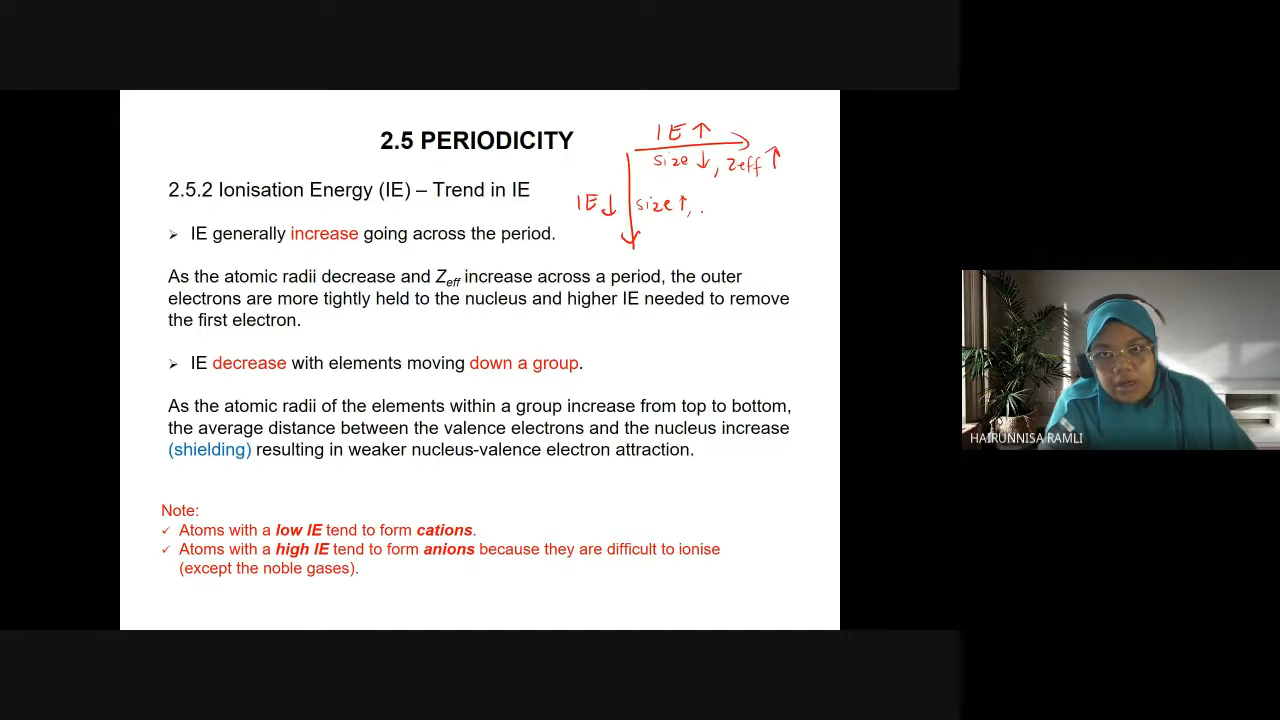 2.5 PERIODICITY
IE ↑
size ↓, Zeff ↑
2.5.2 Ionisation Energy (IE) – Trend in IE
IE ↓ size ↑, .
➢ IE generally increase going across the period.
As the atomic radii decrease and Zeff increase across a period, the outer
electrons are more tightly held to the nucleus and higher IE needed to remove
the first electron.
➢ IE decrease with elements moving down a group.
As the atomic radii of the elements within a group increase from top to bottom,
the average distance between the valence electrons and the nucleus increase
(shielding) resulting in weaker nucleus-valence electron attraction.
Note:
✓ Atoms with a low IE tend to form cations.
✓ Atoms with a high IE tend to form anions because they are difficult to ionise
(except the noble gases).
HAIRUNNISA RAMLI